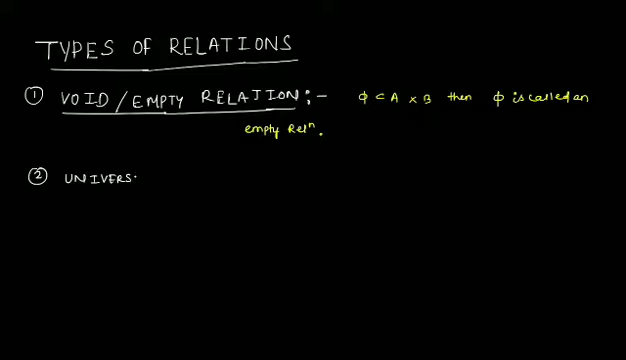 TYPES OF RELATIONS
① VOID / EMPTY RELATION :- ϕ ⊂ A × B then ϕ is called an
empty Relⁿ.
② UNIVERS